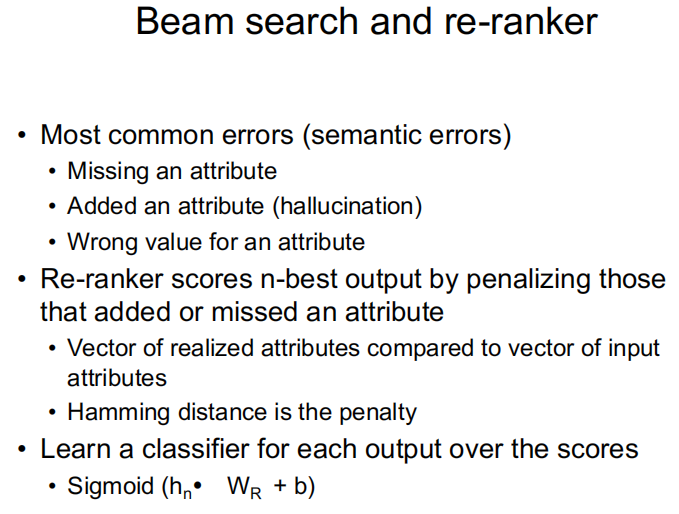 Beam search and re-ranker
• Most common errors (semantic errors)
• Missing an attribute
• Added an attribute (hallucination)
• Wrong value for an attribute
• Re-ranker scores n-best output by penalizing those
that added or missed an attribute
• Vector of realized attributes compared to vector of input
attributes
• Hamming distance is the penalty
• Learn a classifier for each output over the scores
• Sigmoid (hn• WR + b)